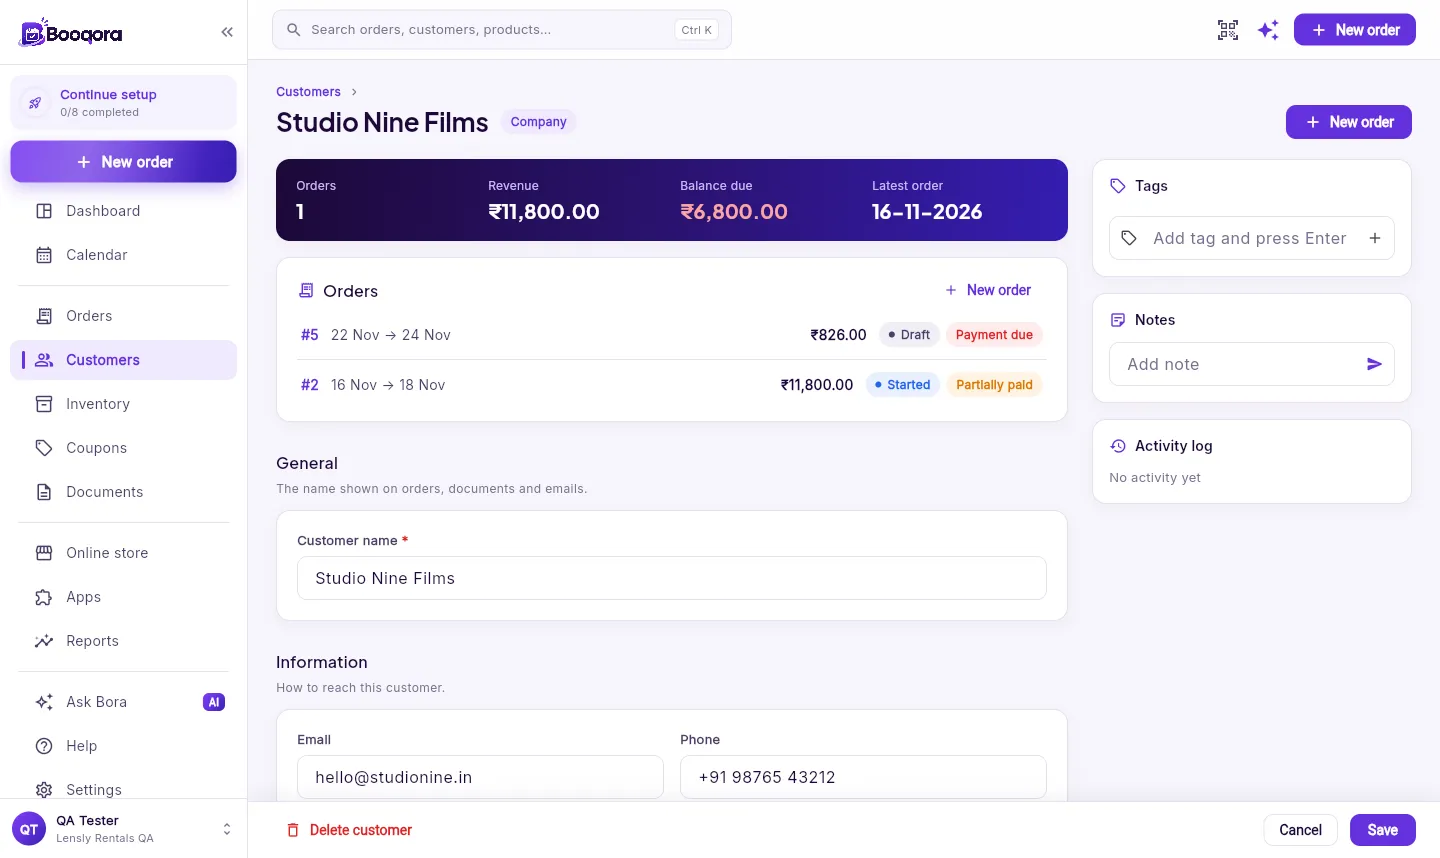 Booqora
Search orders, customers, products...
Ctrl K
New order
Continue setup
0/8 completed
New order
Dashboard
Calendar
Orders
Customers
Inventory
Coupons
Documents
Online store
Apps
Reports
Ask Bora
AI
Help
Settings
QT
QA Tester
Lensly Rentals QA
Customers
Studio Nine Films
Company
New order
Orders
1
Revenue
₹11,800.00
Balance due
₹6,800.00
Latest order
16-11-2026
Orders
New order
#5 22 Nov → 24 Nov ₹826.00 Draft Payment due
#2 16 Nov → 18 Nov ₹11,800.00 Started Partially paid
General
The name shown on orders, documents and emails.
Customer name *
Studio Nine Films
Information
How to reach this customer.
Email
hello@studionine.in
Phone
+91 98765 43212
Tags
Add tag and press Enter
Notes
Add note
Activity log
No activity yet
Delete customer
Cancel
Save